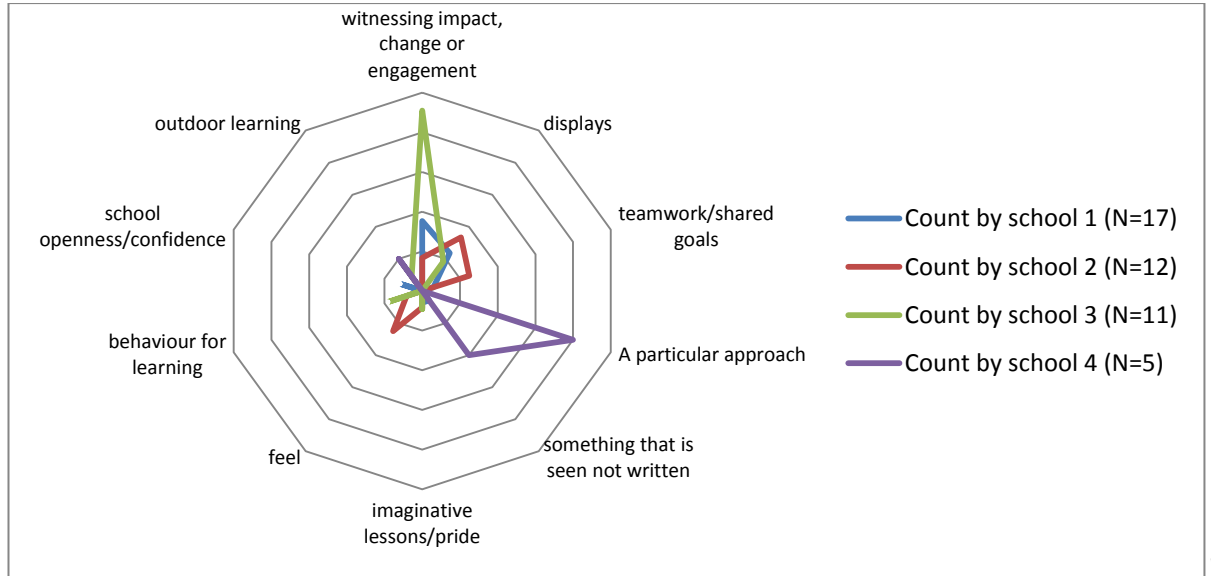 witnessing impact,
change or
engagement
displays
teamwork/shared
goals
A particular approach
something that is
seen not written
imaginative
lessons/pride
feel
behaviour for
learning
school
openness/confidence
outdoor learning
Count by school 1 (N=17)
Count by school 2 (N=12)
Count by school 3 (N=11)
Count by school 4 (N=5)